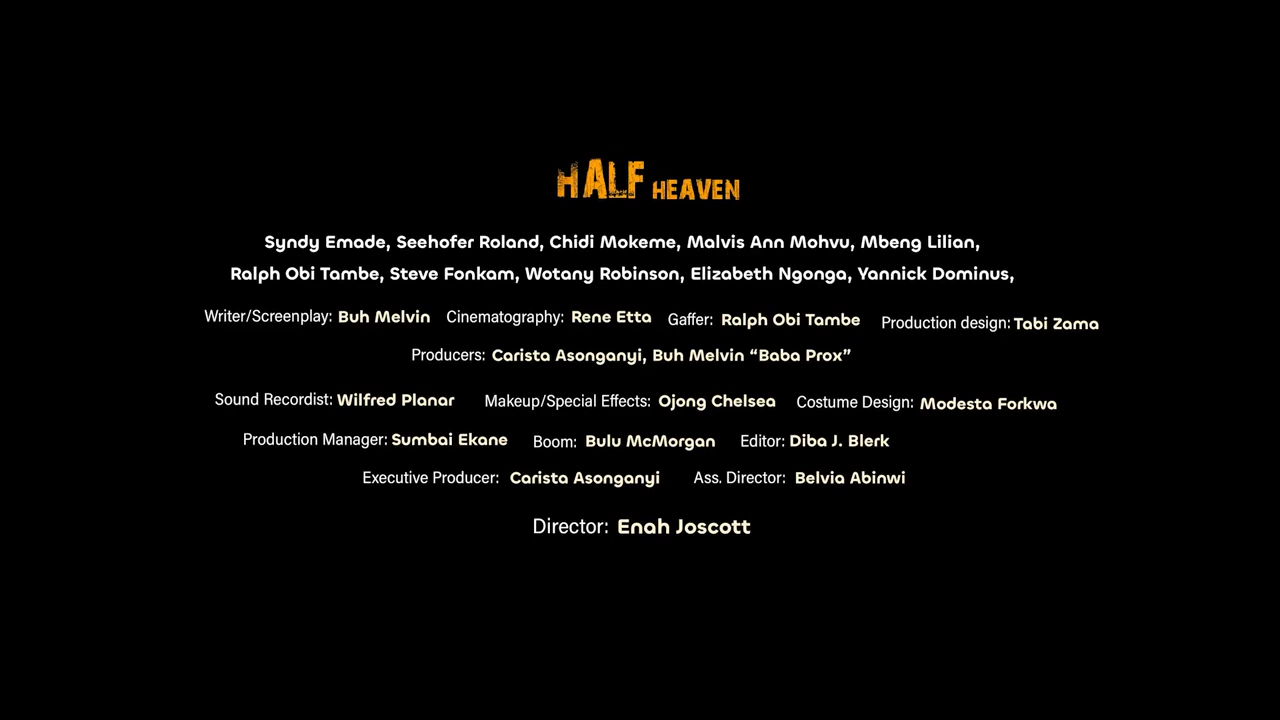 HALF HEAVEN
Syndy Emade, Seehofer Roland, Chidi Mokeme, Malvis Ann Mohvu, Mbeng Lilian,
Ralph Obi Tambe, Steve Fonkam, Wotany Robinson, Elizabeth Ngonga, Yannick Dominus,
Writer/Screenplay: Buh Melvin Cinematography: Rene Etta Gaffer: Ralph Obi Tambe Production design: Tabi Zama
Producers: Carista Asonganyi, Buh Melvin “Baba Prox”
Sound Recordist: Wilfred Planar Makeup/Special Effects: Ojong Chelsea Costume Design: Modesta Forkwa
Production Manager: Sumbai Ekane Boom: Bulu McMorgan Editor: Diba J. Blerk
Executive Producer: Carista Asonganyi Ass. Director: Belvia Abinwi
Director: Enah Joscott